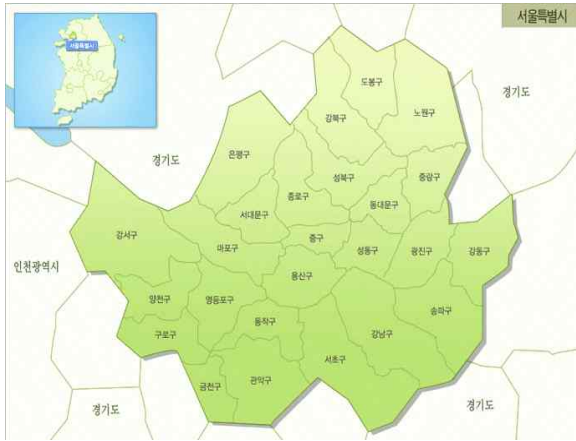 서울특별시
서울특별시
도봉구
경기도
강북구
노원구
은평구
경기도
성북구
중랑구
종로구
동대문구
서대문구
강서구
중구
마포구
성동구
광진구
강동구
인천광역시
용산구
양천구
영등포구
송파구
동작구
구로구
강남구
서초구
관악구
금천구
경기도
경기도